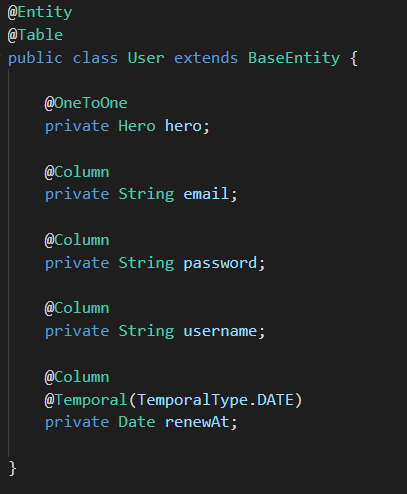 @Entity
@Table
public class User extends BaseEntity {
@OneToOne
private Hero hero;
@Column
private String email;
@Column
private String password;
@Column
private String username;
@Column
@Temporal(TemporalType.DATE)
private Date renewAt;
}